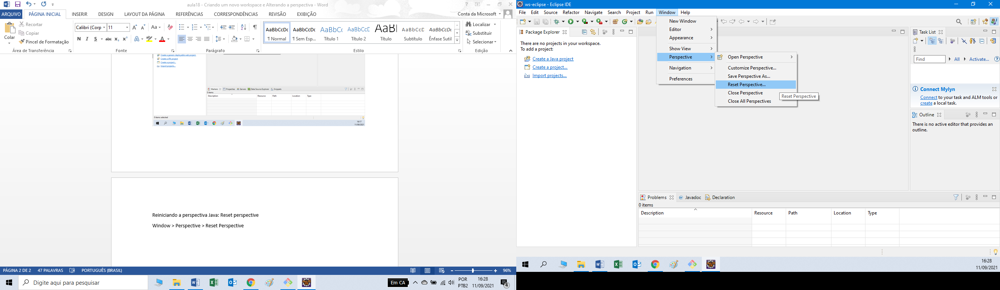 aula18 - Criando um novo workspace e Alterando a perspectiva - Word
ARQUIVO PÁGINA INICIAL INSERIR DESIGN LAYOUT DA PÁGINA REFERÊNCIAS CORRESPONDÊNCIAS REVISÃO EXIBIÇÃO Conta da Microsoft
Colar
Recortar
Copiar
Pincel de Formatação
Área de Transferência
Calibri (Corp 11
Aa
N I S abc x₂ x²
A A
Fonte
Parágrafo
AaBbCcDc AaBbCcDc AaBbCc AaBbCcD AaBl AaBbCcD AaBbCcDc
¶ Normal ¶ Sem Esp... Título 1 Título 2 Título Subtítulo Ênfase Sutil
Estilo
Localizar
Substituir
Selecionar
Edição
Create a generic deployable web project.
Create a JPA project
Create a project...
Import projects...
Markers Properties Servers Data Source Explorer Snippets
0 items
Description Resource Path Location Type
0 items selected
16:17
11/09/2021
Reiniciando a perspectiva Java: Reset perspective
Window > Perspective > Reset Perspective
PÁGINA 2 DE 2 47 PALAVRAS PORTUGUÊS (BRASIL) 96%
Digite aqui para pesquisar
Em CA
POR
PTB2
16:28
11/09/2021
4
ws-eclipse - Eclipse IDE
File Edit Source Refactor Navigate Search Project Run Window Help
New Window
Editor
Appearance
Show View
Perspective
Navigation
Preferences
Open Perspective
Customize Perspective...
Save Perspective As...
Reset Perspective...
Close Perspective
Close All Perspectives
Reset Perspective
Package Explorer
There are no projects in your workspace.
To add a project:
Create a Java project
Create a project...
Import projects...
Task List
Find All Activate...
Connect Mylyn
Connect to your task and ALM tools or
create a local task.
Outline
There is no active editor that provides an
outline.
Problems @ Javadoc Declaration
0 items
Description Resource Path Location Type
16:28
11/09/2021